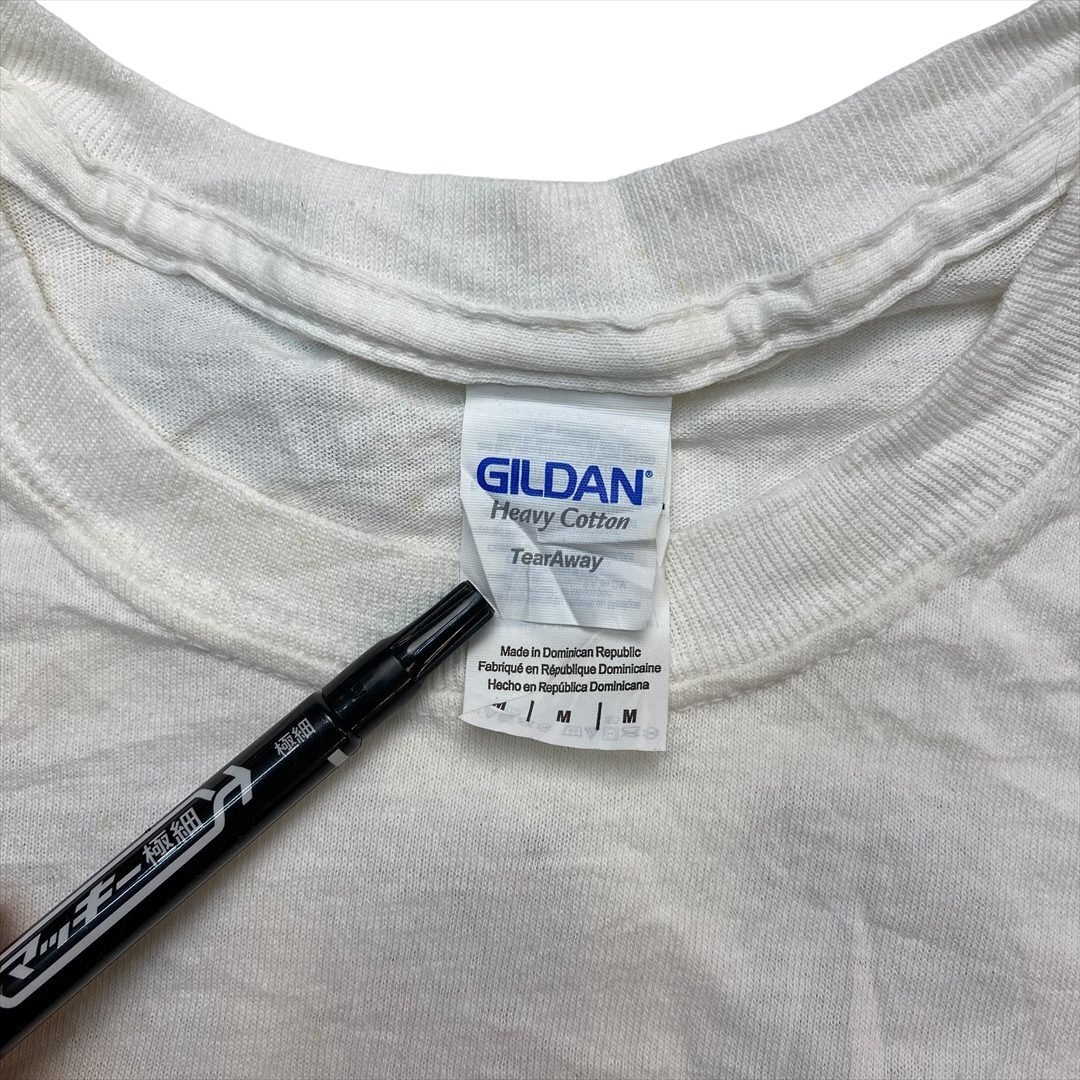 GILDAN®
Heavy Cotton
TearAway
Made in Dominican Republic
Fabriqué en République Dominicaine
Hecho en República Dominicana
M | M | M
極細
マッキー極細